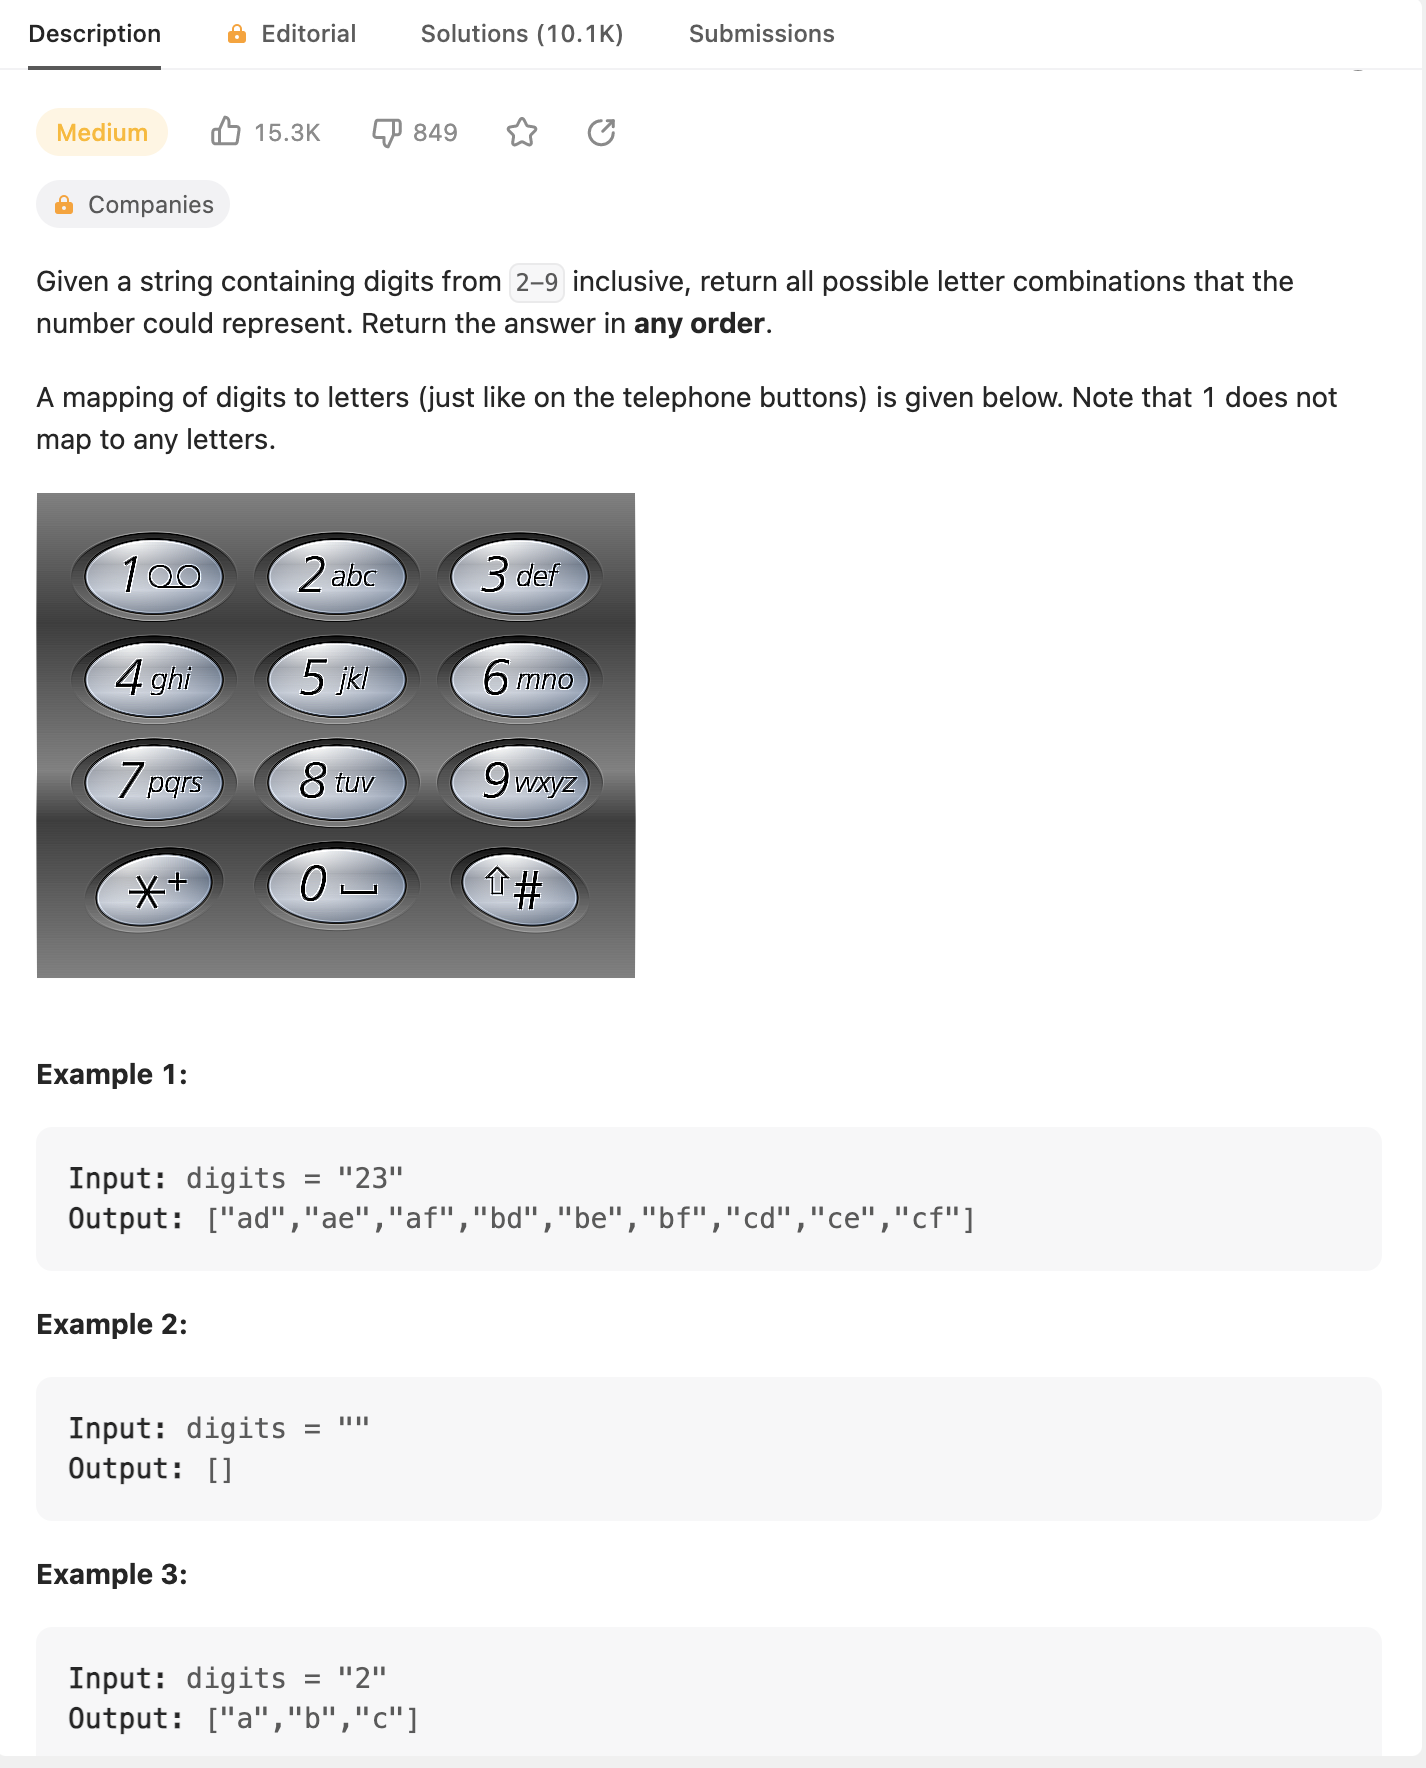 Description Editorial Solutions (10.1K) Submissions
Medium 15.3K 849
Companies
Given a string containing digits from 2-9 inclusive, return all possible letter combinations that the
number could represent. Return the answer in any order.
A mapping of digits to letters (just like on the telephone buttons) is given below. Note that 1 does not
map to any letters.
1 2 abc 3 def
4 ghi 5 jkl 6 mno
7 pqrs 8 tuv 9 wxyz
*+ 0 ⇧#
Example 1:
Input: digits = "23"
Output: ["ad","ae","af","bd","be","bf","cd","ce","cf"]
Example 2:
Input: digits = ""
Output: []
Example 3:
Input: digits = "2"
Output: ["a","b","c"]